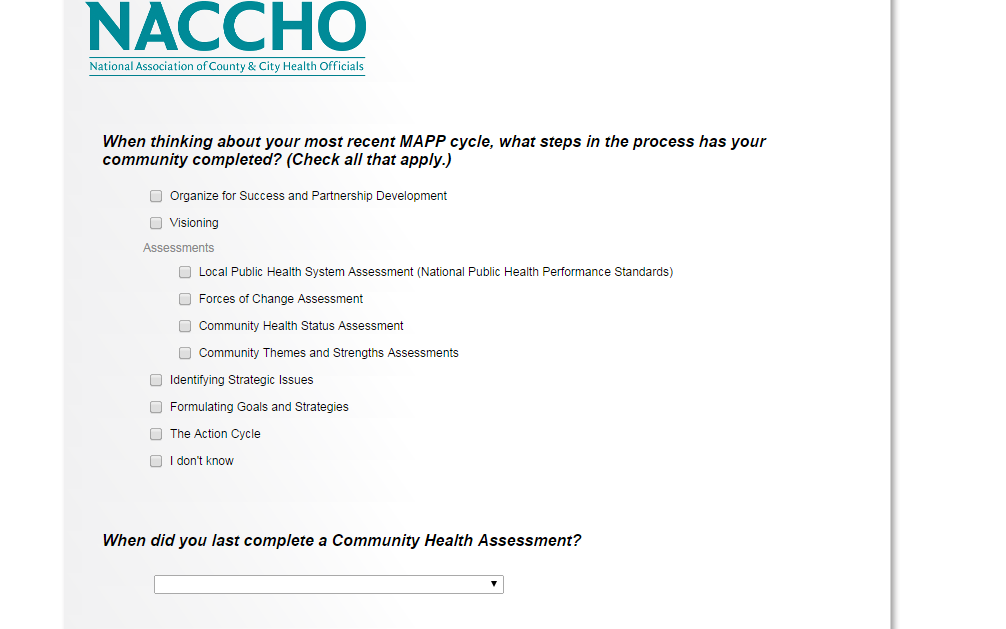 NACCHO
National Association of County & City Health Officials
When thinking about your most recent MAPP cycle, what steps in the process has your
community completed? (Check all that apply.)
Organize for Success and Partnership Development
Visioning
Assessments
Local Public Health System Assessment (National Public Health Performance Standards)
Forces of Change Assessment
Community Health Status Assessment
Community Themes and Strengths Assessments
Identifying Strategic Issues
Formulating Goals and Strategies
The Action Cycle
I don't know
When did you last complete a Community Health Assessment?